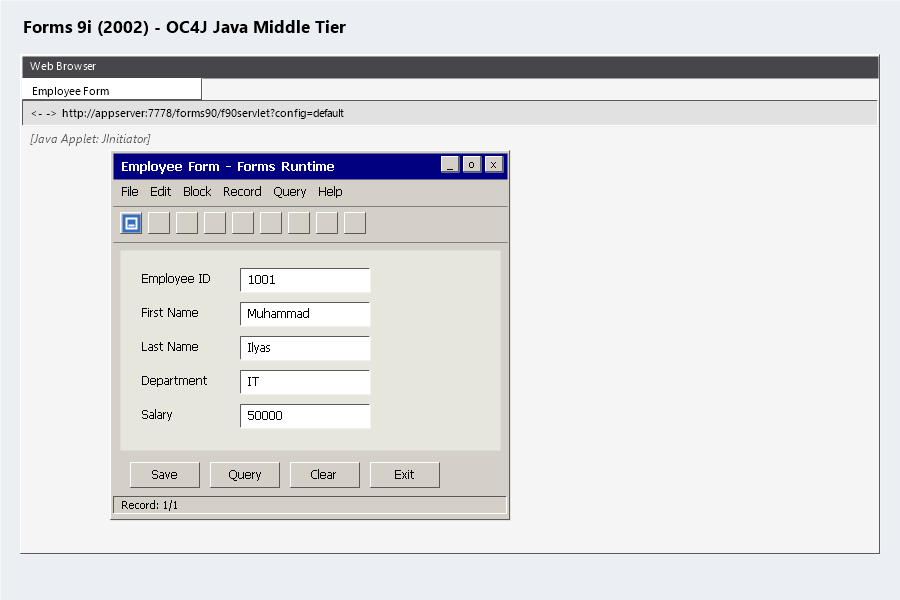 Forms 9i (2002) - OC4J Java Middle Tier
Web Browser
Employee Form
<- -> http://appserver:7778/forms90/f90servlet?config=default
[Java Applet: JInitiator]
Employee Form - Forms Runtime _ o x
File Edit Block Record Query Help
Employee ID 1001
First Name Muhammad
Last Name Ilyas
Department IT
Salary 50000
Save Query Clear Exit
Record: 1/1